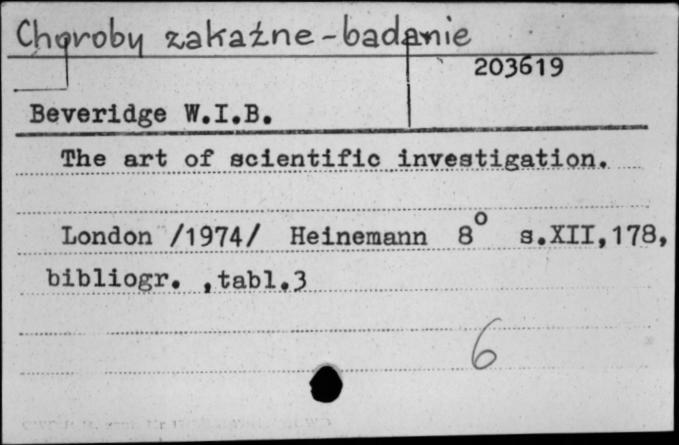 Choroby zakaźne - badanie
203619
Beveridge W.I.B.
The art of scientific investigation.
London /1974/ Heinemann 8° s.XII,178,
bibliogr. ,tabl.3
6